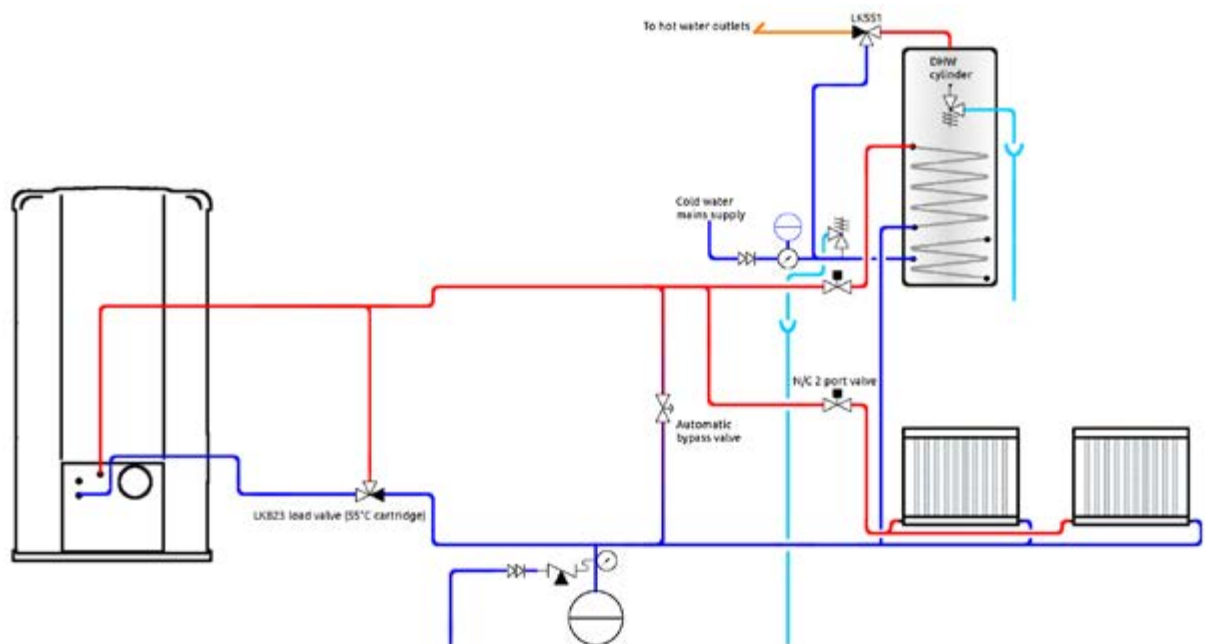 To hot water outlets
LK551
DHW
cylinder
Cold water
mains supply
N/C 2 port valve
Automatic
bypass valve
LK823 load valve (55°C cartridge)